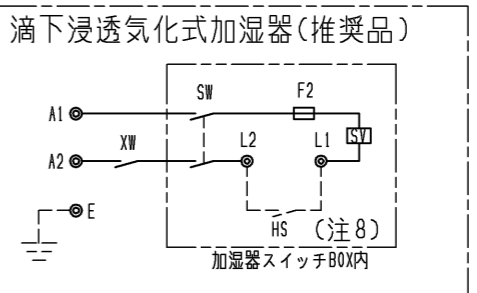 滴下浸透気化式加湿器(推奨品)
SW
F2
A1
SV
XW
L2
L1
A2
E
HS
(注8)
加湿器スイッチBOX内